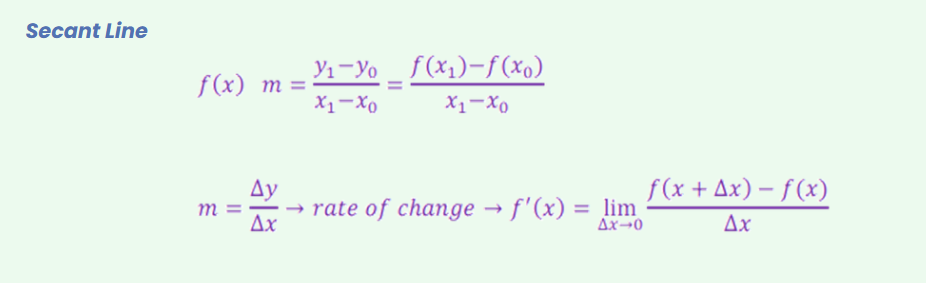 Secant Line
f(x) m = y₁−y₀ / x₁−x₀ = f(x₁)−f(x₀) / x₁−x₀
m = Δy / Δx → rate of change → f′(x) = lim Δx→0 f(x + Δx) − f(x) / Δx